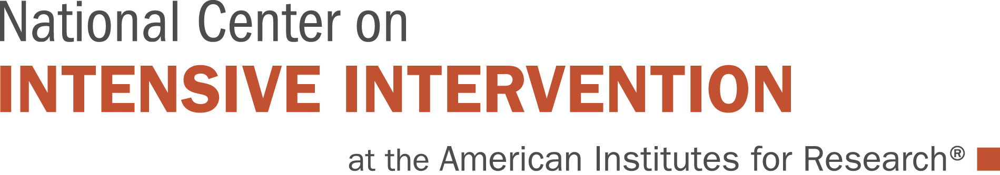 National Center on
INTENSIVE INTERVENTION
at the American Institutes for Research®